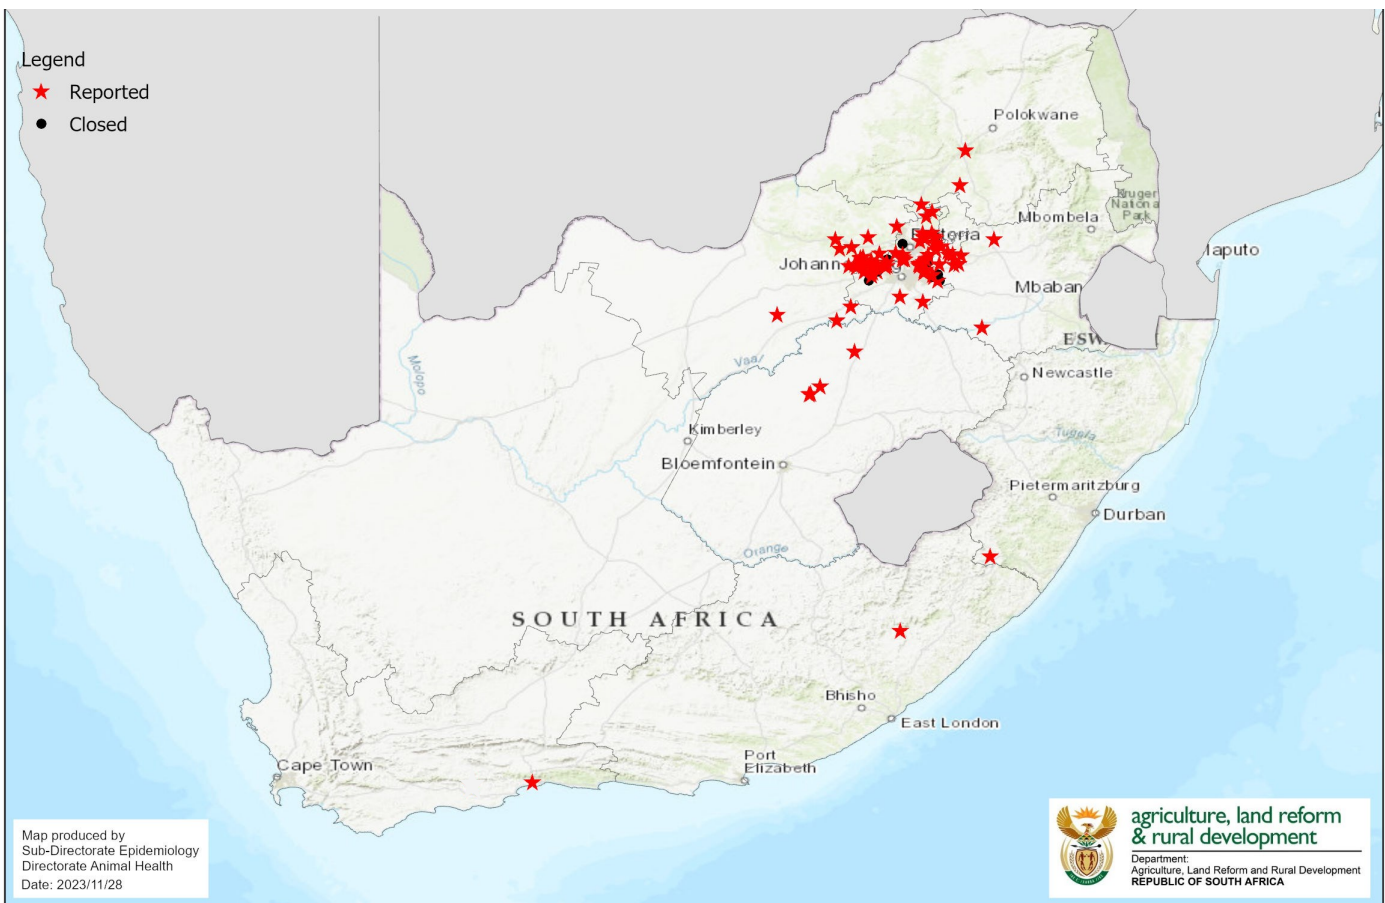 Legend
Reported
Closed
Polokwane
Kruger
National
Park
Mbombela
Maputo
Mbaban
Johann
Vaal
Molopo
Newcastle
Kimberley
Bloemfontein
Tugela
Pietermaritzburg
Durban
Orange
SOUTH AFRICA
Bhisho
East London
Port
Elizabeth
Cape Town
Map produced by
Sub-Directorate Epidemiology
Directorate Animal Health
Date: 2023/11/28
agriculture, land reform
& rural development
Department:
Agriculture, Land Reform and Rural Development
REPUBLIC OF SOUTH AFRICA